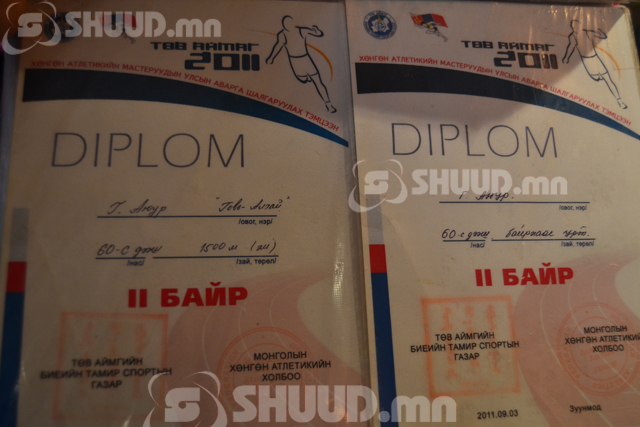 SHUUD.mn
ТӨВ АЙМАГ
2011
ХӨНГӨН АТЛЕТИКИЙН МАСТЕРУУДЫН УЛСЫН АВАРГА ШАЛГАРУУЛАХ ТЭМЦЭЭН
DIPLOM
Г. Аюур "Говь-Алтай"
/овог, нэр/
60-с дээш 1500 м
/нас/ /зай, төрөл/
II БАЙР
ТӨВ АЙМГИЙН
БИЕИЙН ТАМИР СПОРТЫН
ГАЗАР
МОНГОЛЫН
ХӨНГӨН АТЛЕТИКИЙН
ХОЛБОО
SHUUD.mn
SHUUD.mn
ТӨВ АЙМАГ
2011
ХӨНГӨН АТЛЕТИКИЙН МАСТЕРУУДЫН УЛСЫН АВАРГА ШАЛГАРУУЛАХ ТЭМЦЭЭН
DIPLOM
SHUUD.mn
Г. Аюур.
/овог, нэр/
60-с дээш
/нас/ /зай, төрөл/
II БАЙР
ТӨВ АЙМГИЙН
БИЕИЙН ТАМИР СПОРТЫН
ГАЗАР
МОНГОЛЫН
ХӨНГӨН АТЛЕТИКИЙН
ХОЛБОО
2011.09.03 Зуунмод